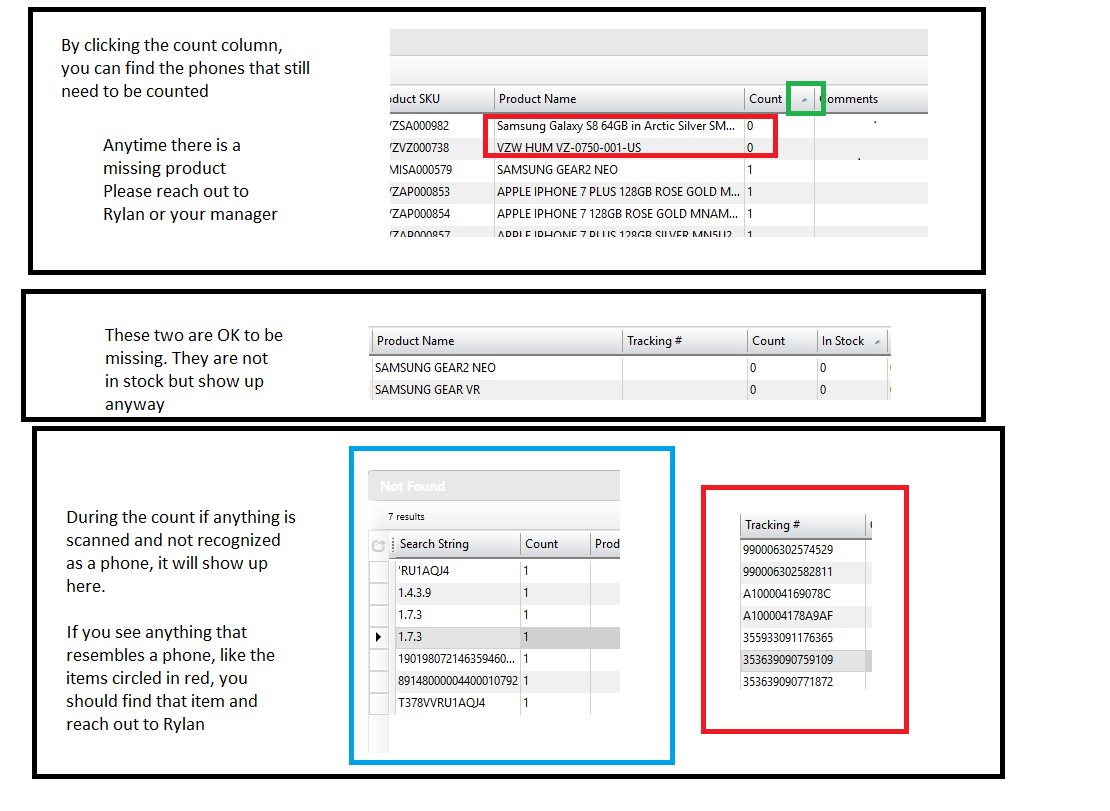 By clicking the count column,
you can find the phones that still
need to be counted
Anytime there is a
missing product
Please reach out to
Rylan or your manager
duct SKU Product Name Count Comments
VZSA000982 Samsung Galaxy S8 64GB in Arctic Silver SM... 0
VZVZ000738 VZW HUM VZ-0750-001-US 0
MISA000579 SAMSUNG GEAR2 NEO 1
VZAP000853 APPLE IPHONE 7 PLUS 128GB ROSE GOLD M... 1
VZAP000854 APPLE IPHONE 7 128GB ROSE GOLD MNAM... 1
VZAP000857 APPLE IPHONE 7 PLUS 128GB SILVER MN5U2 1
These two are OK to be
missing. They are not
in stock but show up
anyway
Product Name Tracking # Count In Stock
SAMSUNG GEAR2 NEO 0 0
SAMSUNG GEAR VR 0 0
During the count if anything is
scanned and not recognized
as a phone, it will show up
here.
If you see anything that
resembles a phone, like the
items circled in red, you
should find that item and
reach out to Rylan
Not Found
7 results
Search String Count Prod
'RU1AQJ4 1
1.4.3.9 1
1.7.3 1
1.7.3 1
190198072146359460... 1
89148000004400010792 1
T378VVRU1AQJ4 1
Tracking #
990006302574529
990006302582811
A100004169078C
A100004178A9AF
355933091176365
353639090759109
353639090771872